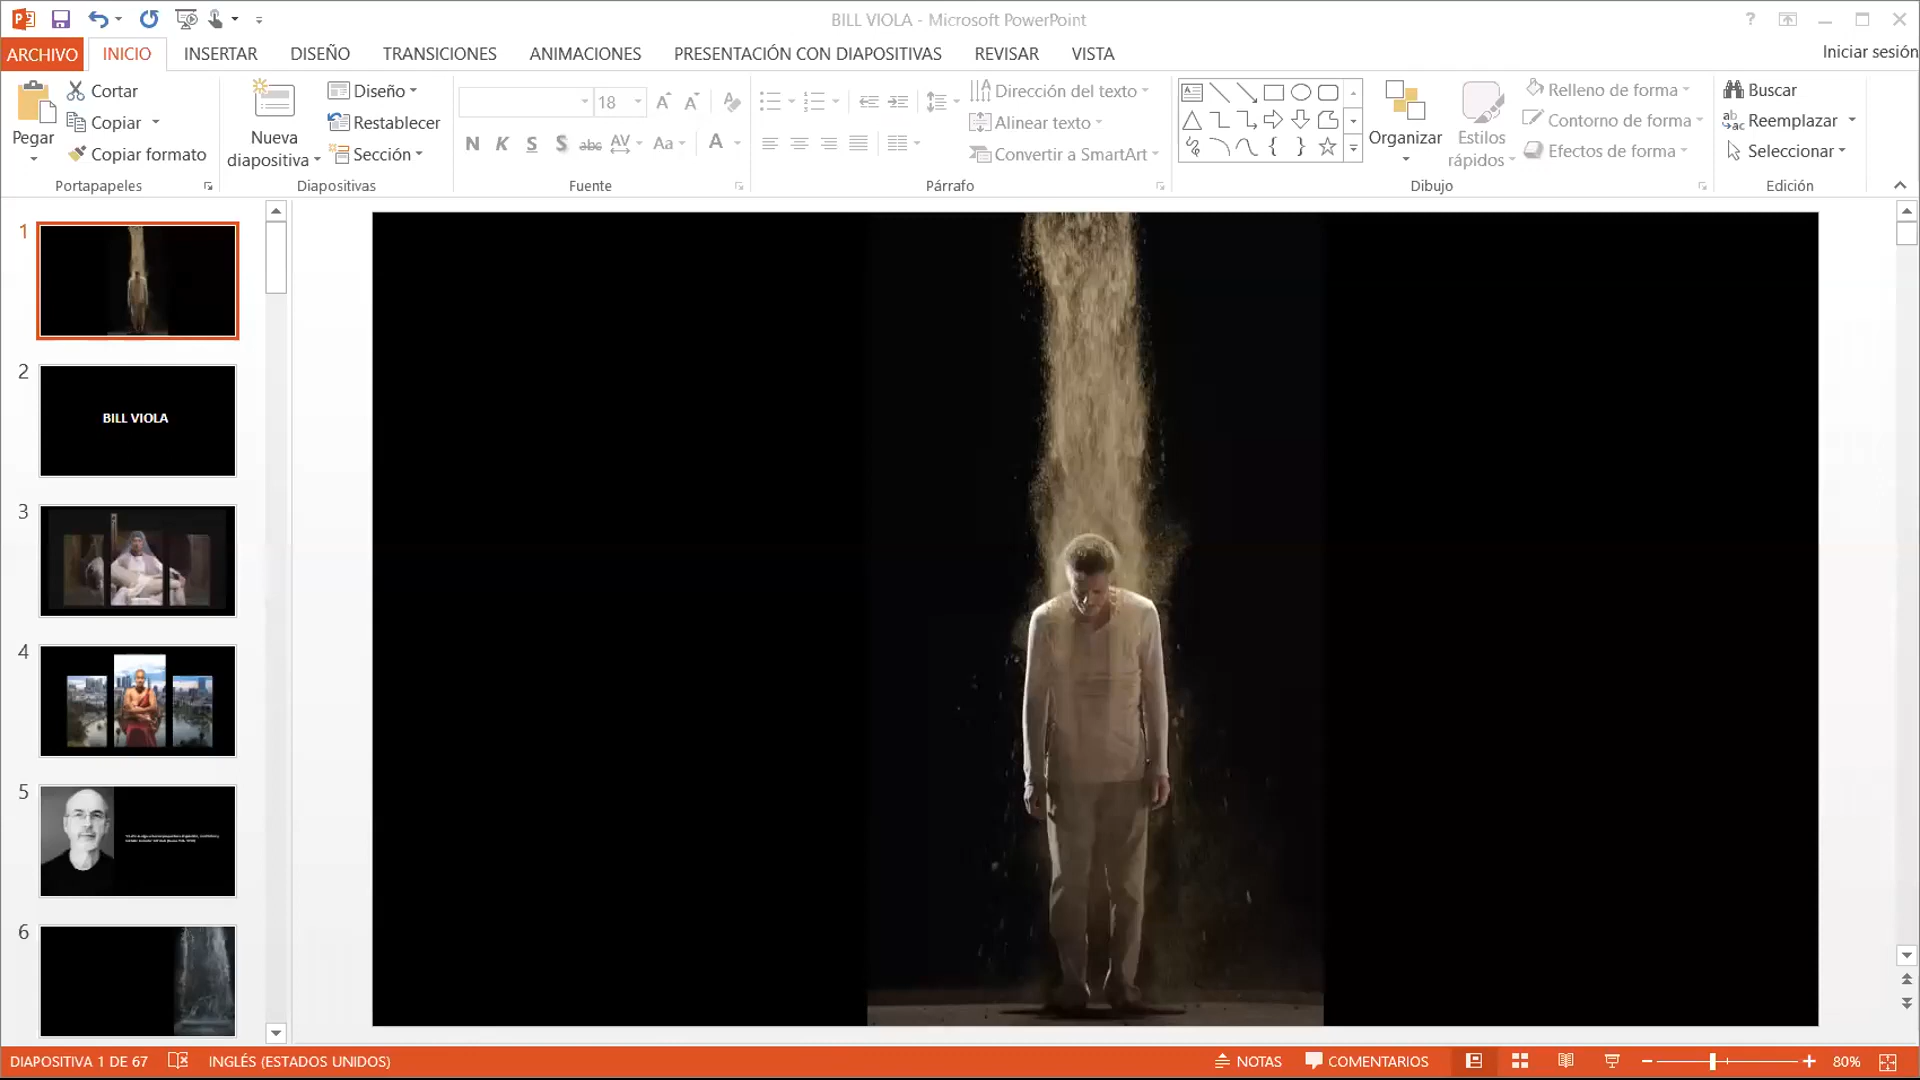 BILL VIOLA - Microsoft PowerPoint
ARCHIVO INICIO INSERTAR DISEÑO TRANSICIONES ANIMACIONES PRESENTACIÓN CON DIAPOSITIVAS REVISAR VISTA Iniciar sesión
Pegar
Cortar
Copiar
Copiar formato
Portapapeles
Nueva
diapositiva
Diseño
Restablecer
Sección
Diapositivas
18
N K S S abc AV Aa A
Fuente
Dirección del texto
Alinear texto
Convertir a SmartArt
Párrafo
Organizar
Estilos
rápidos
Relleno de forma
Contorno de forma
Efectos de forma
Dibujo
Buscar
Reemplazar
Seleccionar
Edición
1
2
BILL VIOLA
3
4
5
6
DIAPOSITIVA 1 DE 67 INGLÉS (ESTADOS UNIDOS) NOTAS COMENTARIOS 80%